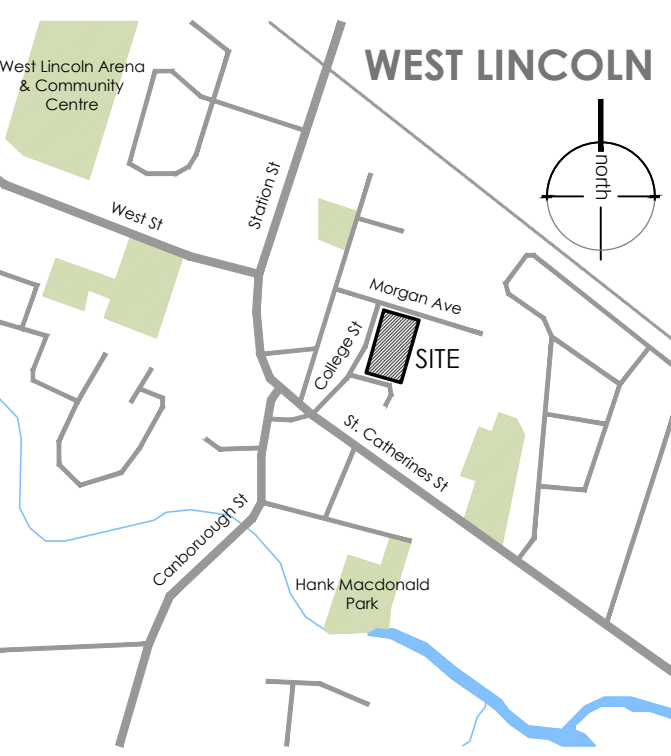 WEST LINCOLN
West Lincoln Arena
& Community
Centre
north
West St
Station St
Morgan Ave
College St
SITE
St. Catherines St
Canboruough St
Hank Macdonald
Park